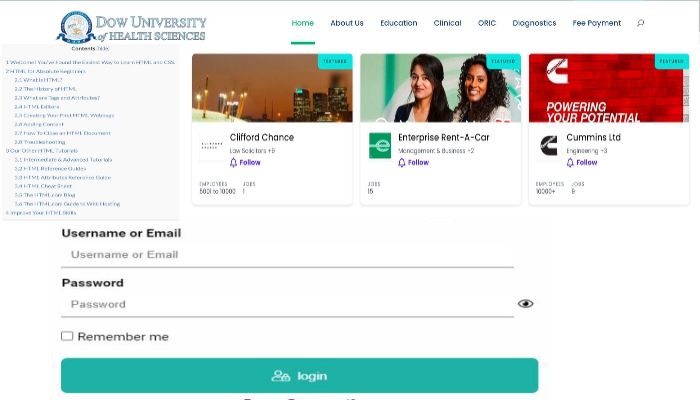 DOW UNIVERSITY
of HEALTH SCIENCES
Home About Us Education Clinical ORIC Diagnostics Fee Payment
Contents [hide]
1 Welcome! You've Found the Easiest Way to Learn HTML and CSS.
2 HTML for Absolute Beginners
2.1 What is HTML?
2.2 The History of HTML
2.3 What are Tags and Attributes?
2.4 HTML Editors
2.5 Creating Your First HTML Webpage
2.6 Adding Content
2.7 How To Close an HTML Document
2.8 Troubleshooting
3 Our Other HTML Tutorials
3.1 Intermediate & Advanced Tutorials
3.2 HTML Reference Guides
3.3 HTML Attributes Reference Guide
3.4 HTML Cheat Sheet
3.5 The HTML.com Blog
3.6 The HTML.com Guide to Web Hosting
4 Improve Your HTML Skills
FEATURED
Clifford Chance
Law Solicitors +8
Follow
EMPLOYEES JOBS
5001 to 10000 1
FEATURED
Enterprise Rent-A-Car
Management & Business +2
Follow
JOBS
15
FEATURED
POWERING
YOUR POTENTIAL
Cummins Ltd
Engineering +3
Follow
EMPLOYEES JOBS
10000+ 9
Username or Email
Username or Email
Password
Password
Remember me
login